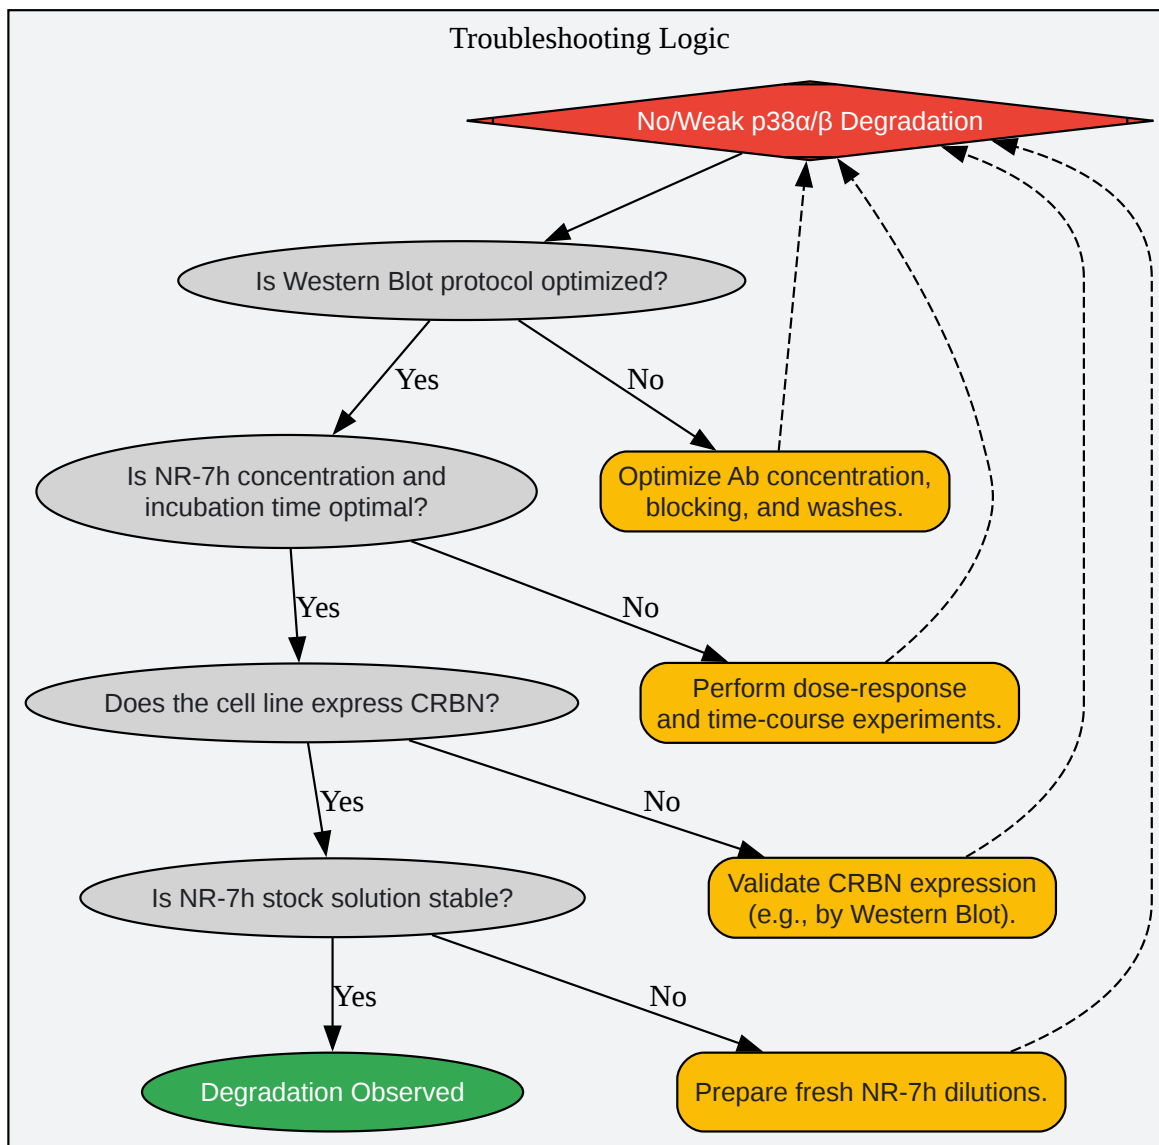 Troubleshooting Logic
No/Weak p38α/β Degradation
Is Western Blot protocol optimized?
Yes
No
Is NR-7h concentration and
incubation time optimal?
Optimize Ab concentration,
blocking, and washes.
Yes
No
Does the cell line express CRBN?
Perform dose-response
and time-course experiments.
Yes
No
Is NR-7h stock solution stable?
Validate CRBN expression
(e.g., by Western Blot).
Yes
No
Degradation Observed
Prepare fresh NR-7h dilutions.